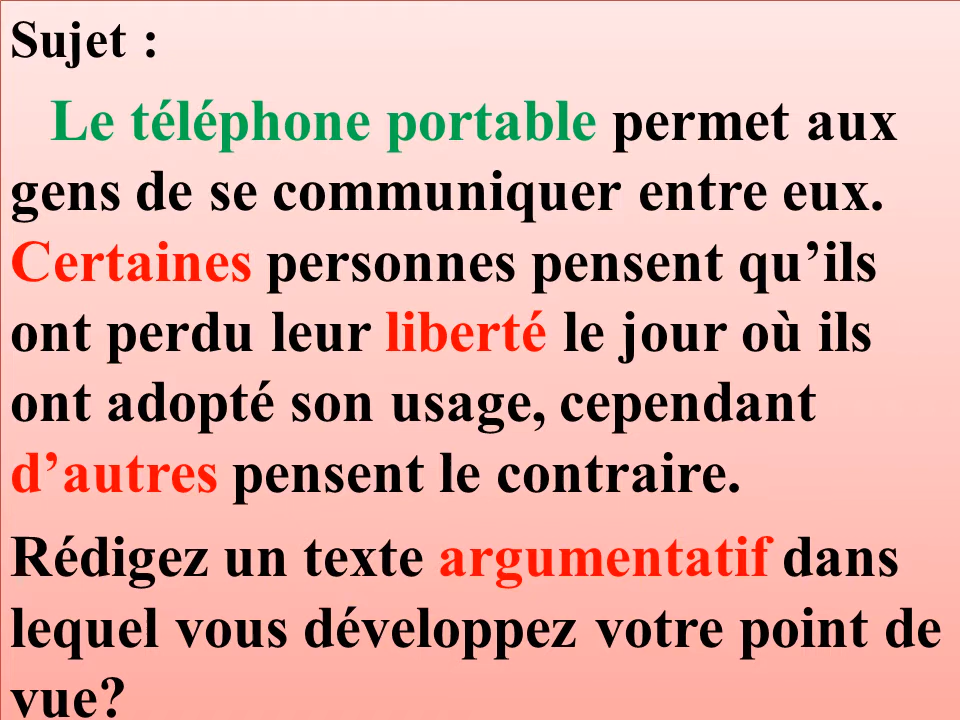 Sujet :
Le téléphone portable permet aux
gens de se communiquer entre eux.
Certaines personnes pensent qu’ils
ont perdu leur liberté le jour où ils
ont adopté son usage, cependant
d’autres pensent le contraire.
Rédigez un texte argumentatif dans
lequel vous développez votre point de
vue?